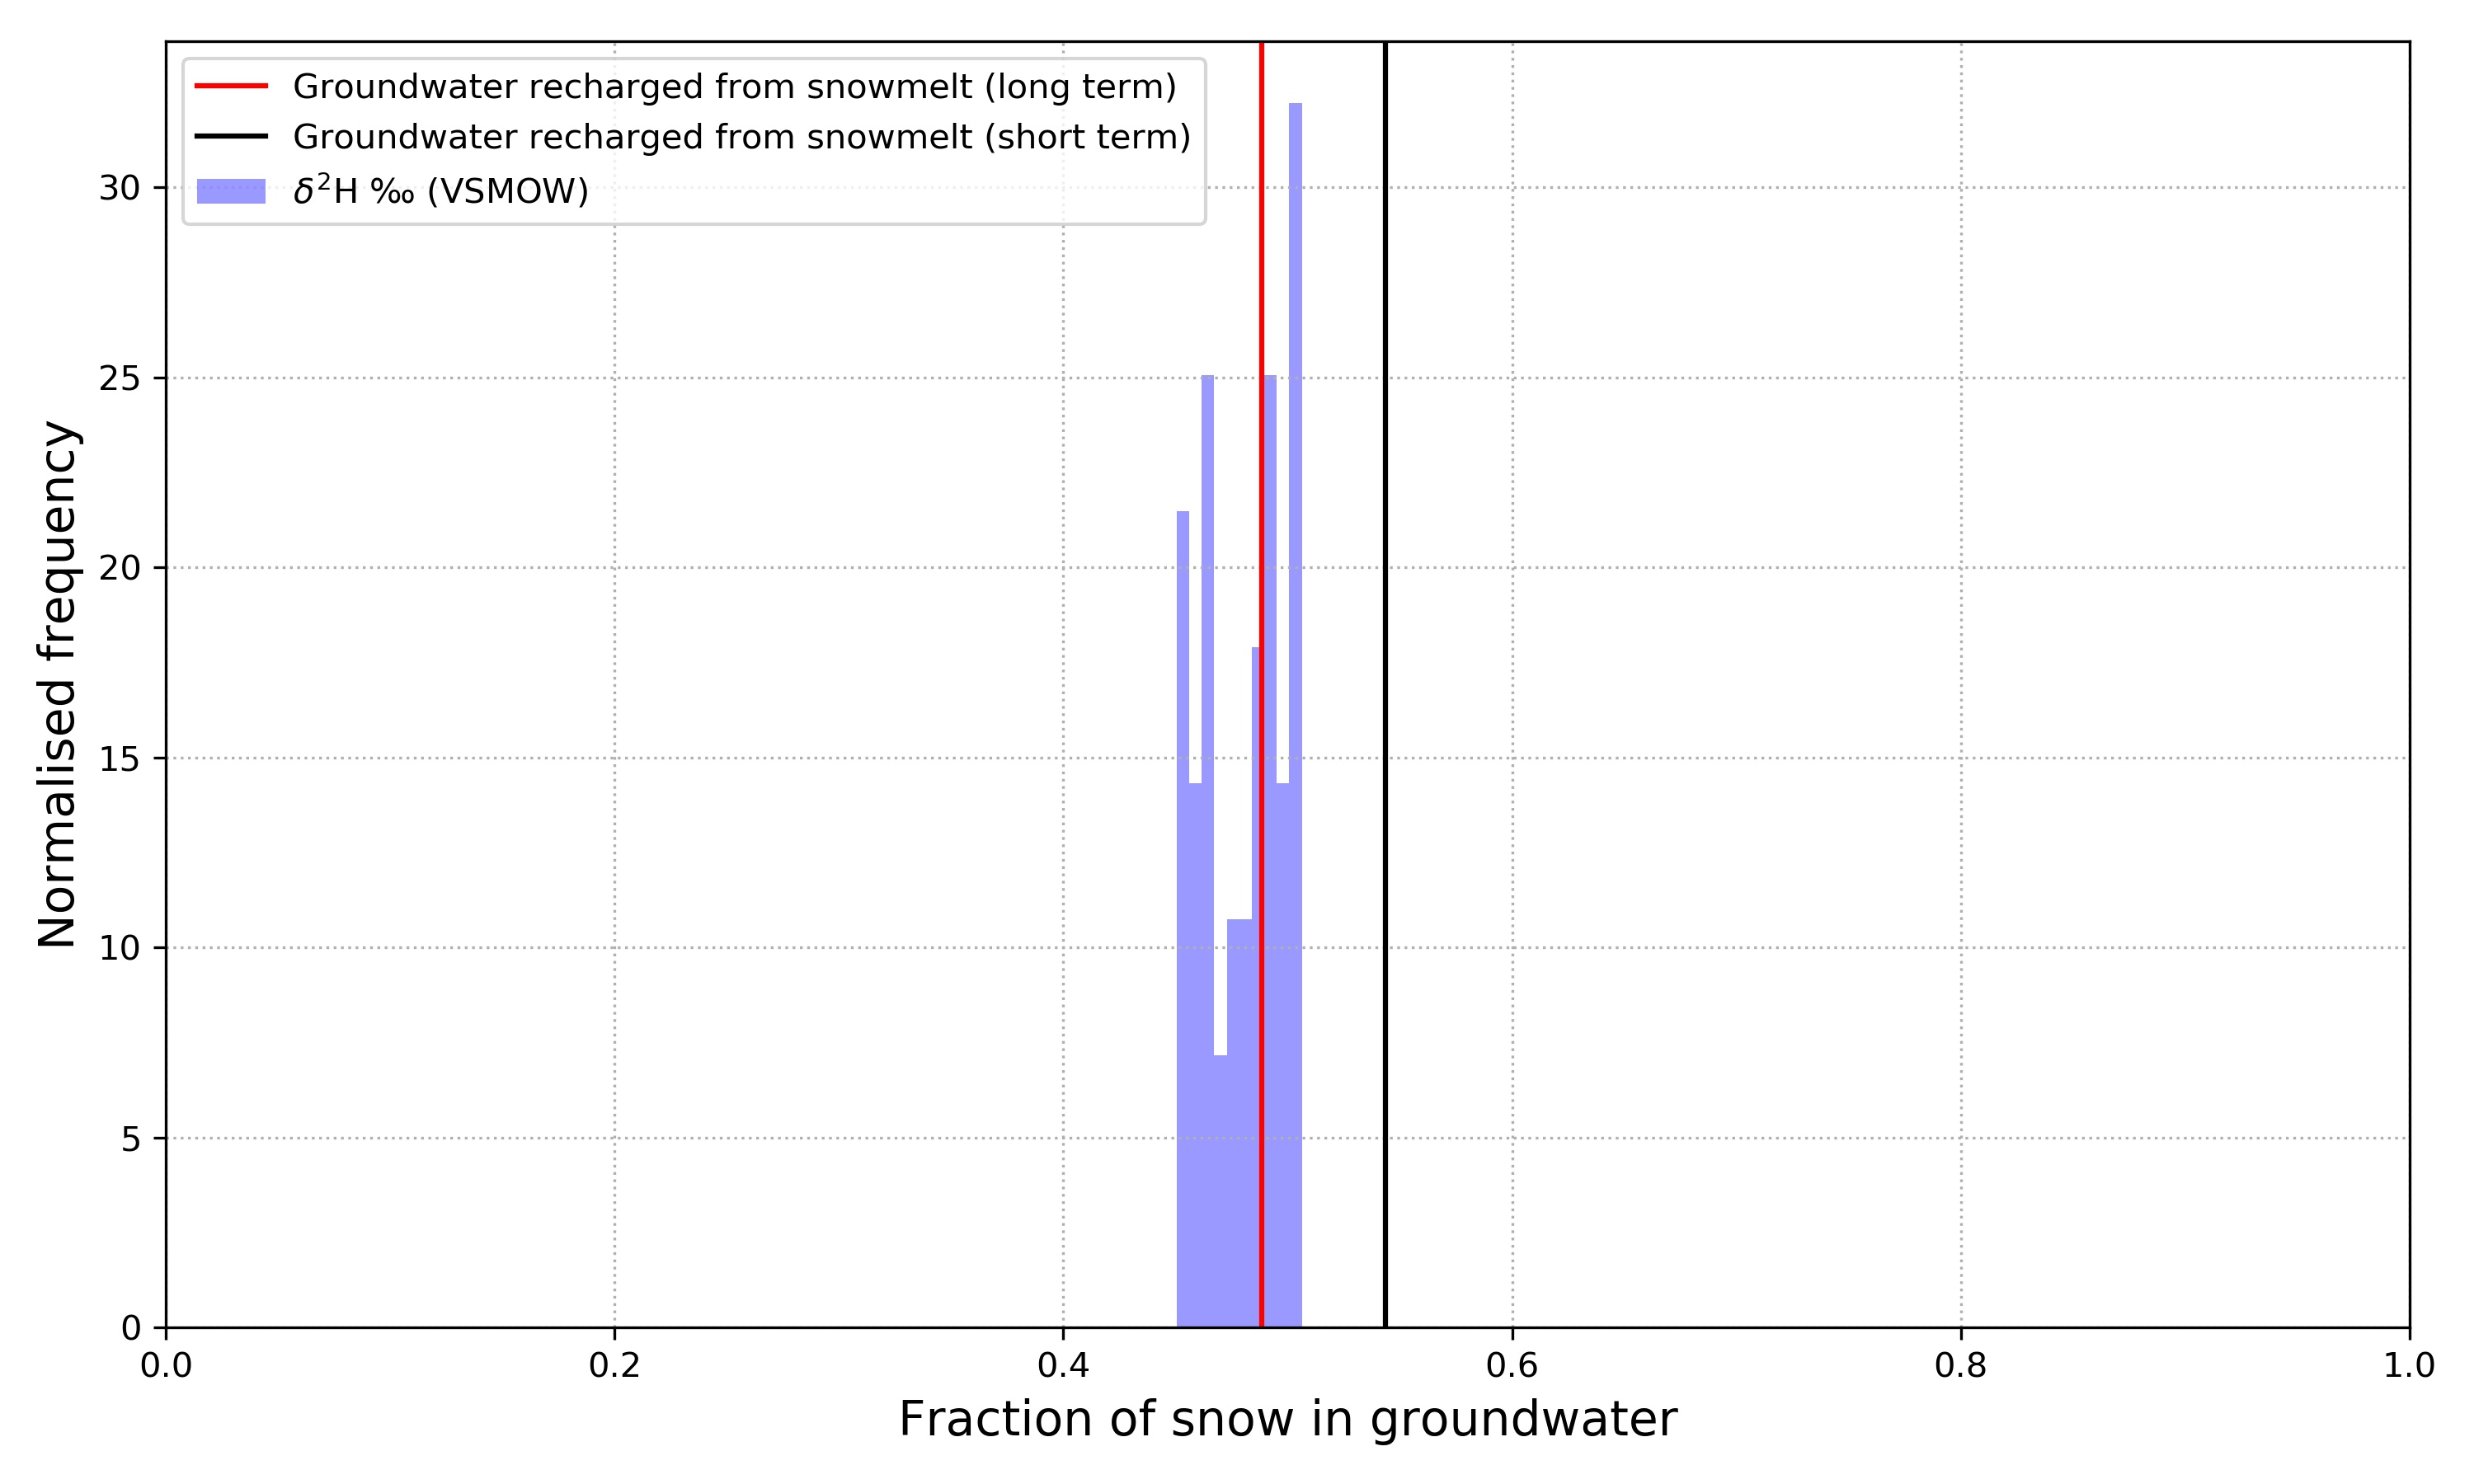 Groundwater recharged from snowmelt (long term)
Groundwater recharged from snowmelt (short term)
δ²H ‰ (VSMOW)
30
25
20
15
10
5
0
Normalised frequency
0.0 0.2 0.4 0.6 0.8 1.0
Fraction of snow in groundwater